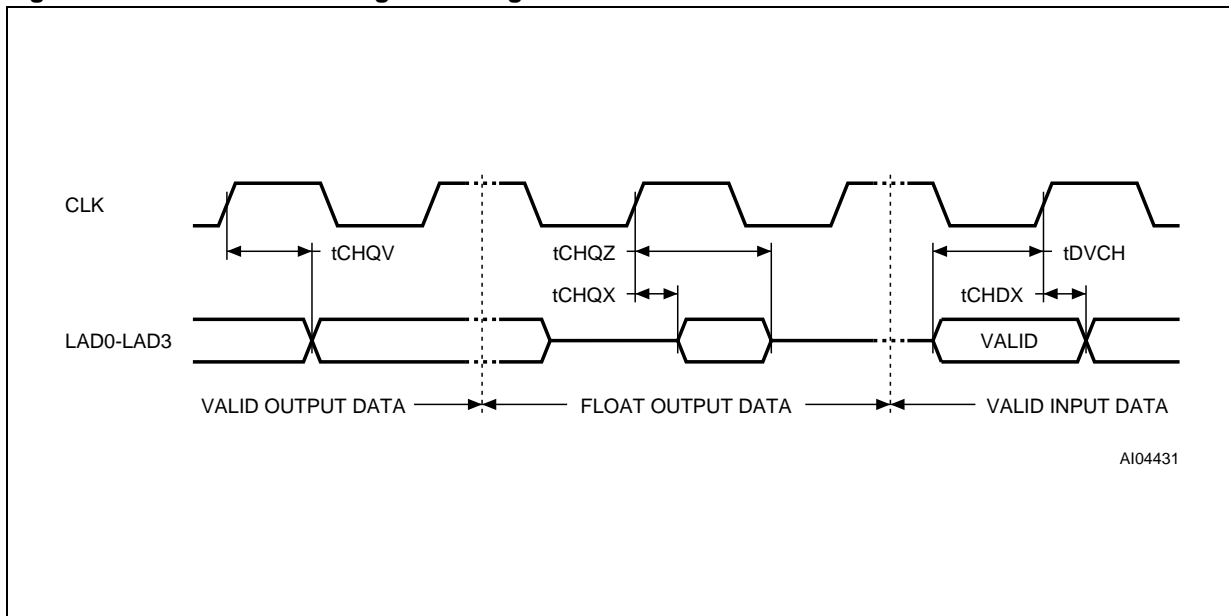 CLK
tCHQV
tCHQZ
tDVCH
tCHQX
tCHDX
LAD0-LAD3
VALID
VALID OUTPUT DATA
FLOAT OUTPUT DATA
VALID INPUT DATA
AI04431